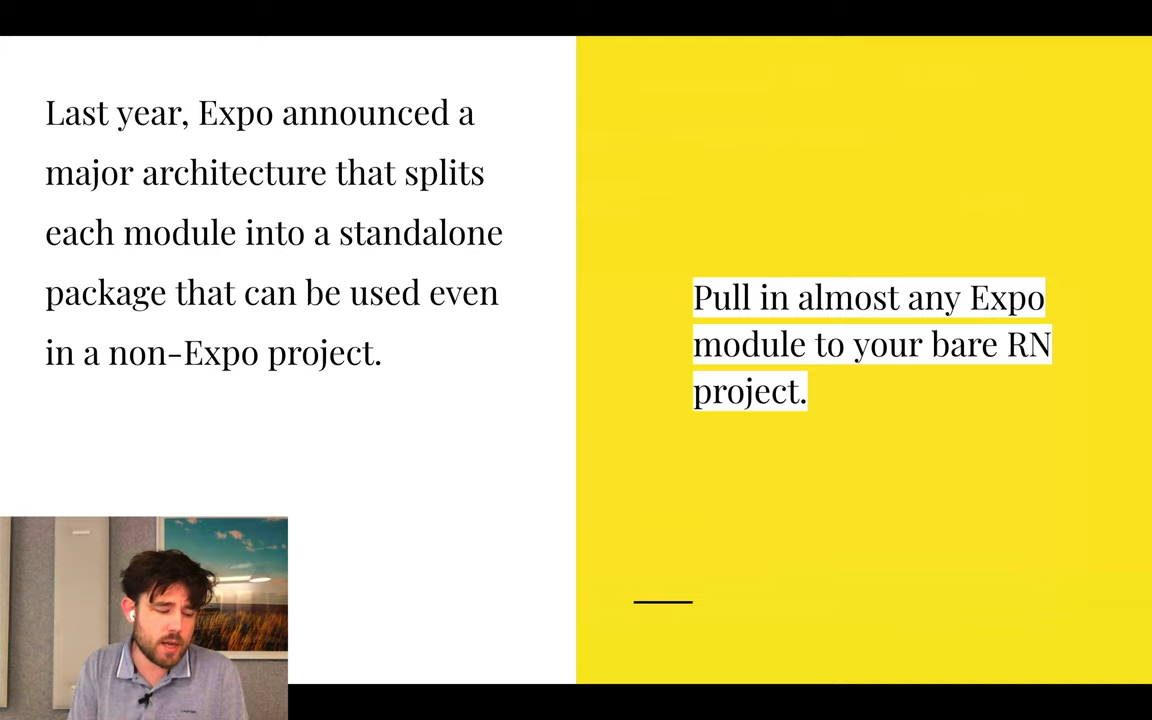 Last year, Expo announced a
major architecture that splits
each module into a standalone
package that can be used even
in a non-Expo project.
Pull in almost any Expo
module to your bare RN
project.